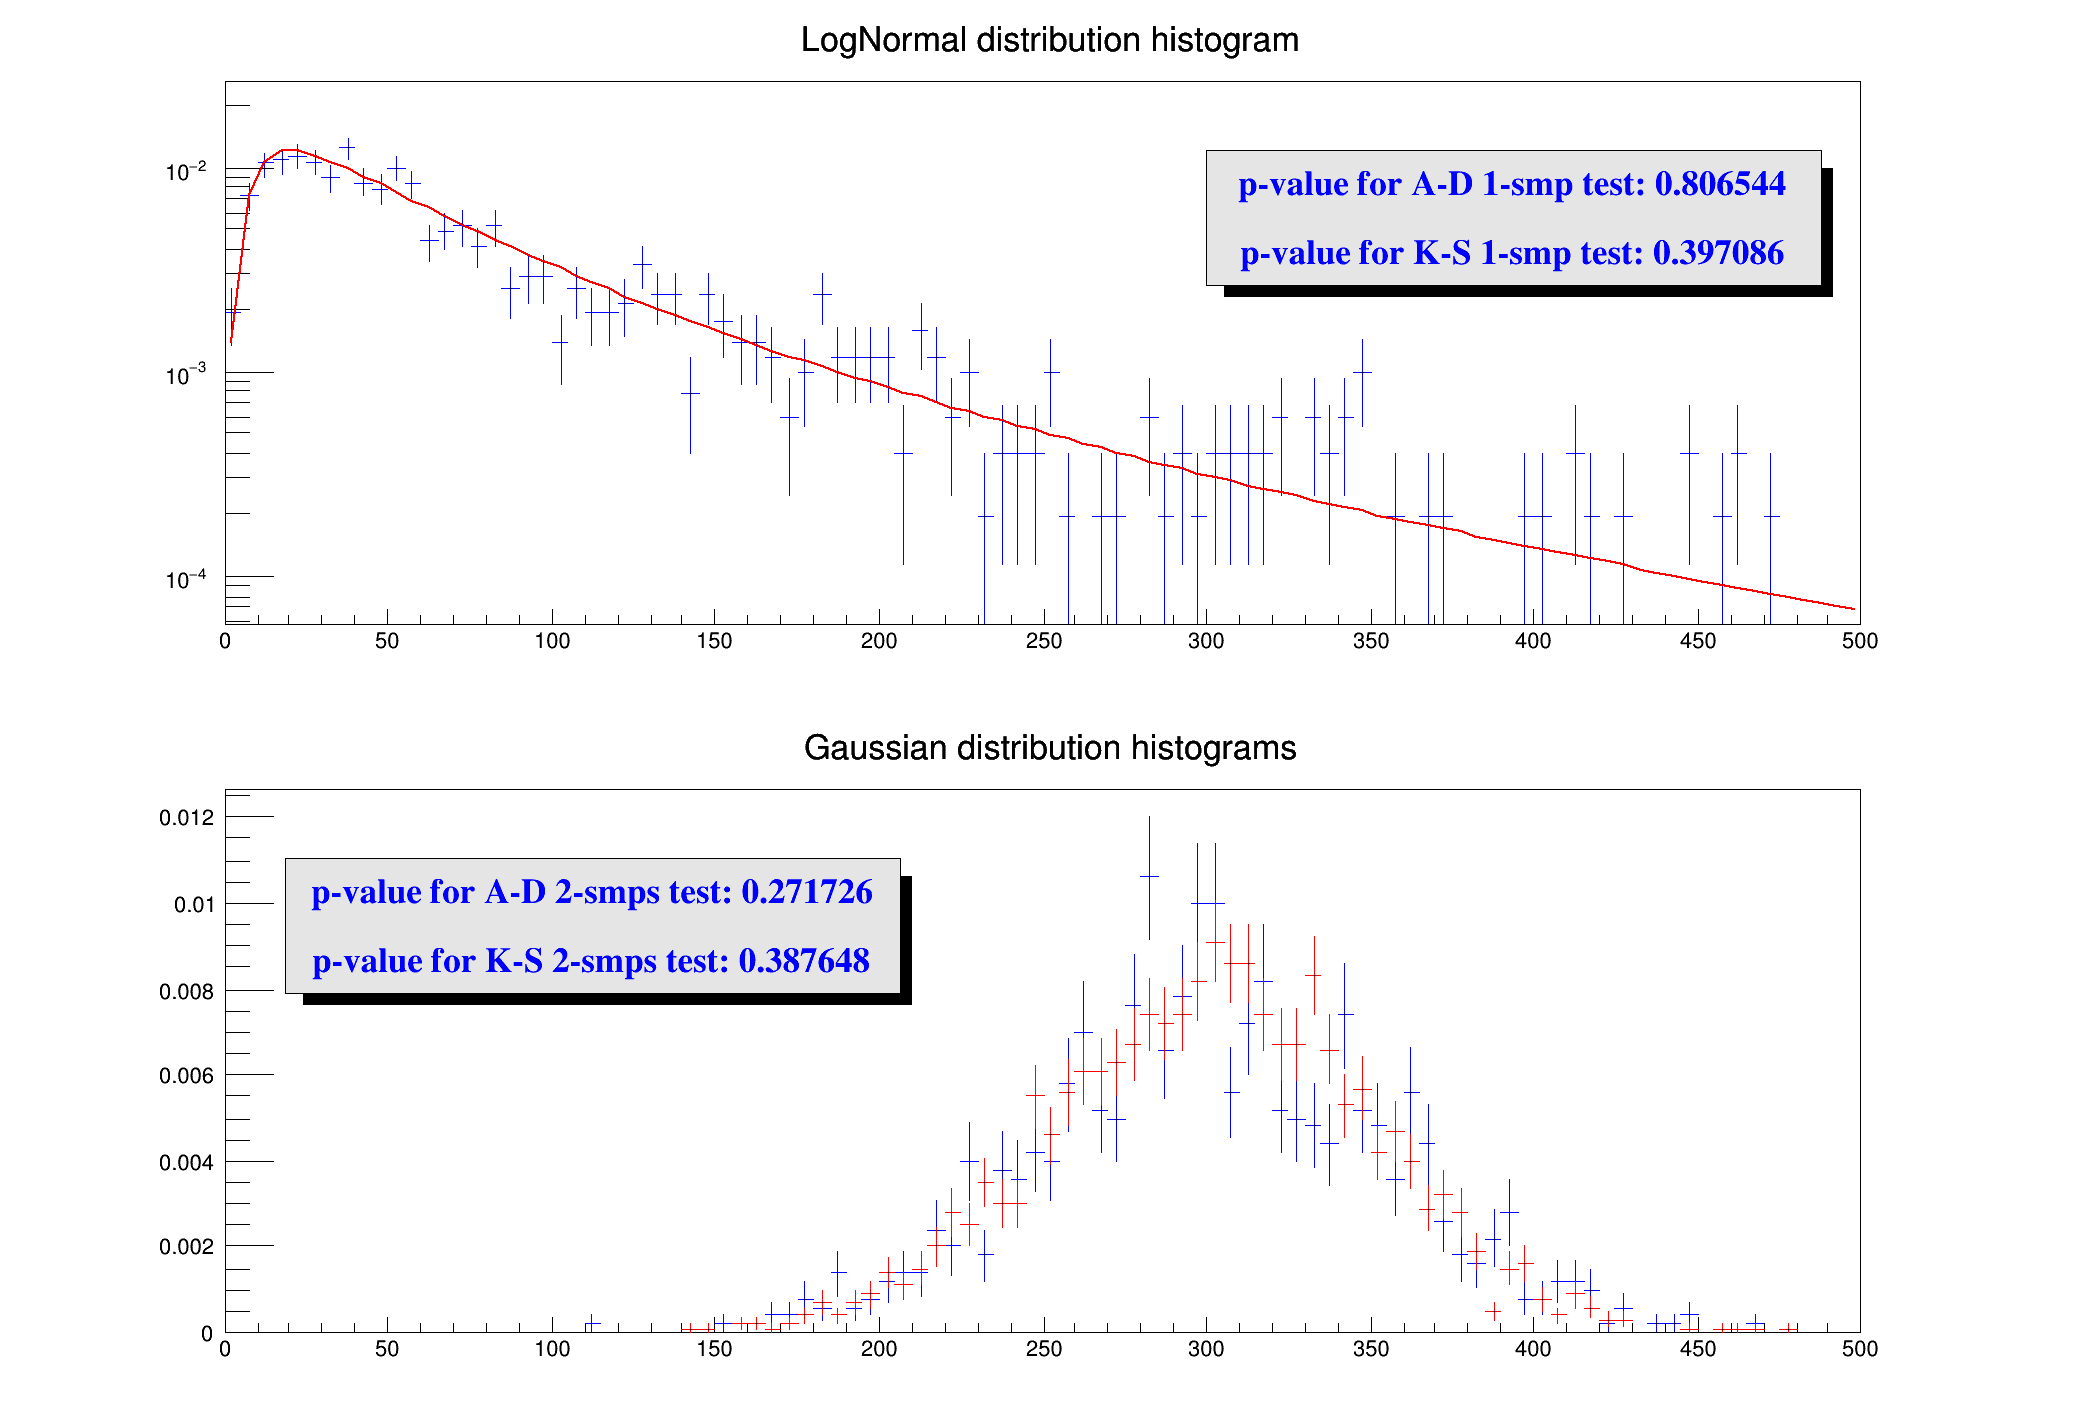 LogNormal distribution histogram
10−2
10−3
10−4
p-value for A-D 1-smp test: 0.806544
p-value for K-S 1-smp test: 0.397086
0 50 100 150 200 250 300 350 400 450 500
Gaussian distribution histograms
0.012
0.01
0.008
0.006
0.004
0.002
0
p-value for A-D 2-smps test: 0.271726
p-value for K-S 2-smps test: 0.387648
0 50 100 150 200 250 300 350 400 450 500